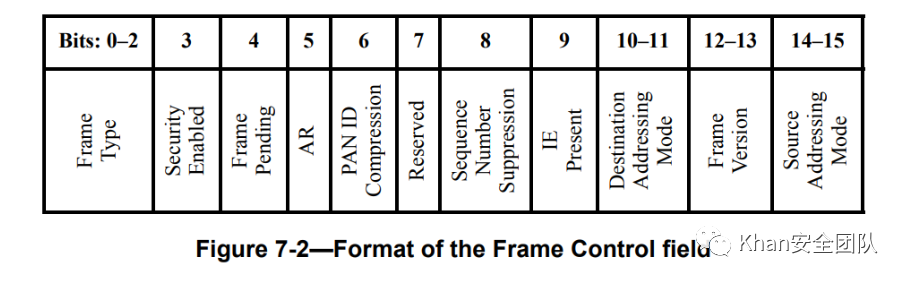 Bits: 0–2 3 4 5 6 7 8 9 10–11 12–13 14–15
Frame
Type
Security
Enabled
Frame
Pending
AR
PAN ID
Compression
Reserved
Sequence
Number
Suppression
IE
Present
Destination
Addressing
Mode
Frame
Version
Source
Addressing
Mode
Figure 7-2—Format of the Frame Control field
Khan安全团队